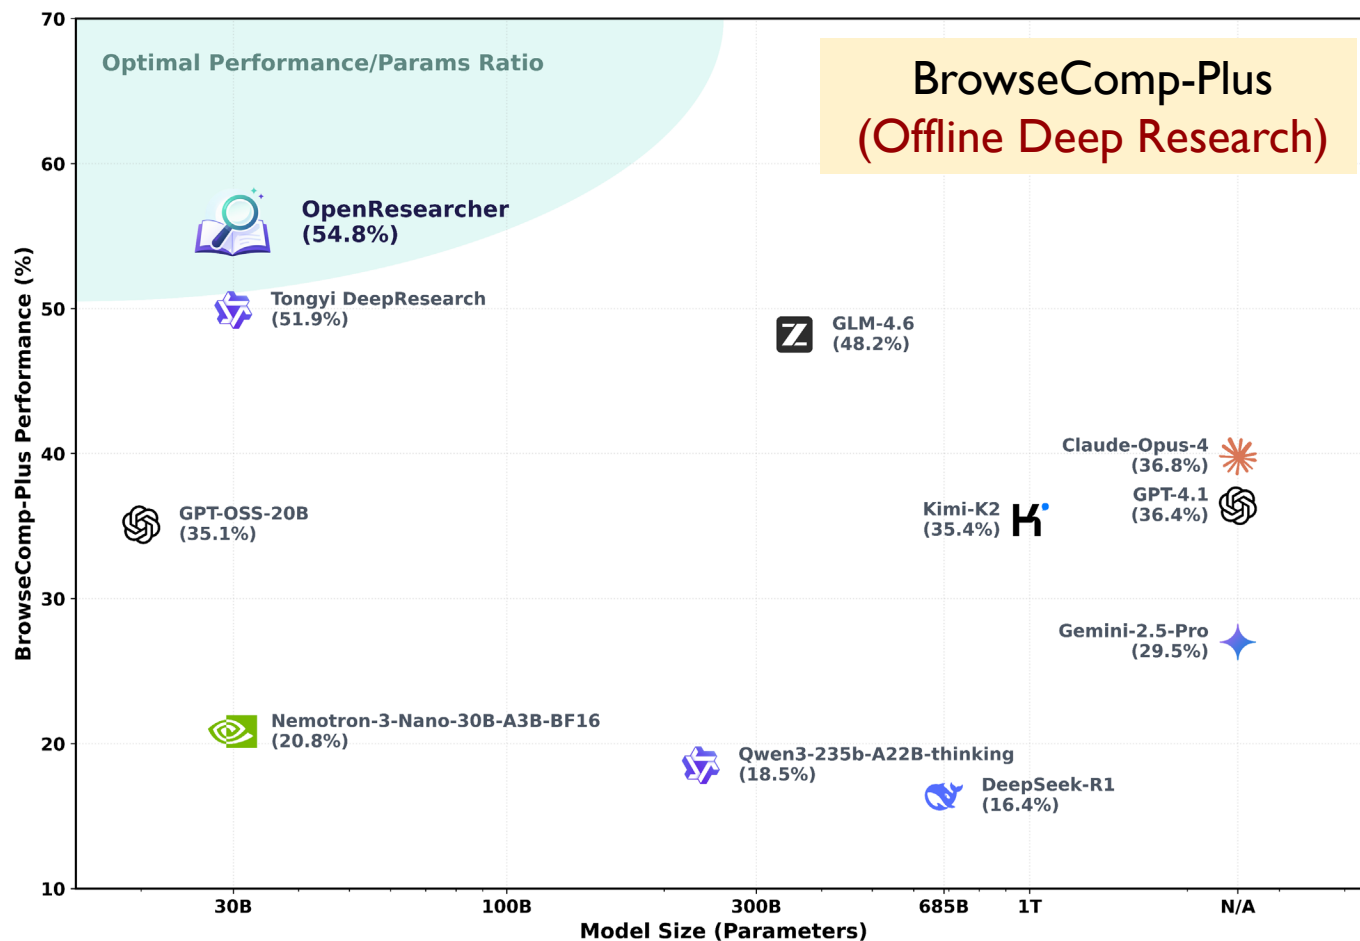 70
60
50
40
30
20
10
BrowseComp-Plus Performance (%)
Optimal Performance/Params Ratio
BrowseComp-Plus
(Offline Deep Research)
OpenResearcher
(54.8%)
Tongyi DeepResearch
(51.9%)
GLM-4.6
(48.2%)
Claude-Opus-4
(36.8%)
GPT-4.1
(36.4%)
Kimi-K2
(35.4%)
GPT-OSS-20B
(35.1%)
Gemini-2.5-Pro
(29.5%)
Nemotron-3-Nano-30B-A3B-BF16
(20.8%)
Qwen3-235b-A22B-thinking
(18.5%)
DeepSeek-R1
(16.4%)
30B 100B 300B 685B 1T N/A
Model Size (Parameters)